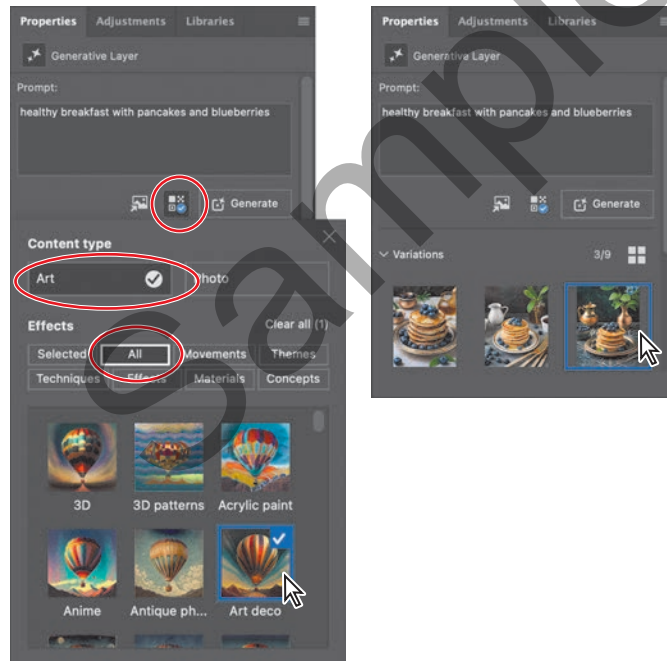 Properties Adjustments Libraries
Generative Layer
Prompt:
healthy breakfast with pancakes and blueberries
Generate
Content type
Art Photo
Effects Clear all (1)
Selected All Movements Themes
Techniques Effects Materials Concepts
3D 3D patterns Acrylic paint
Anime Antique ph... Art deco
Properties Adjustments Libraries
Generative Layer
Prompt:
healthy breakfast with pancakes and blueberries
Generate
Variations 3/9
Sample